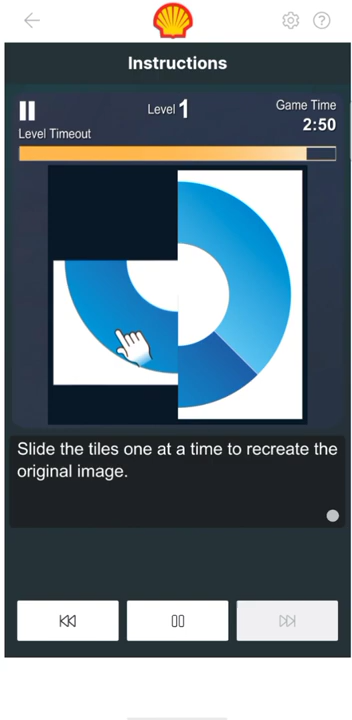 Instructions
Level 1
Game Time
2:50
Level Timeout
Slide the tiles one at a time to recreate the
original image.